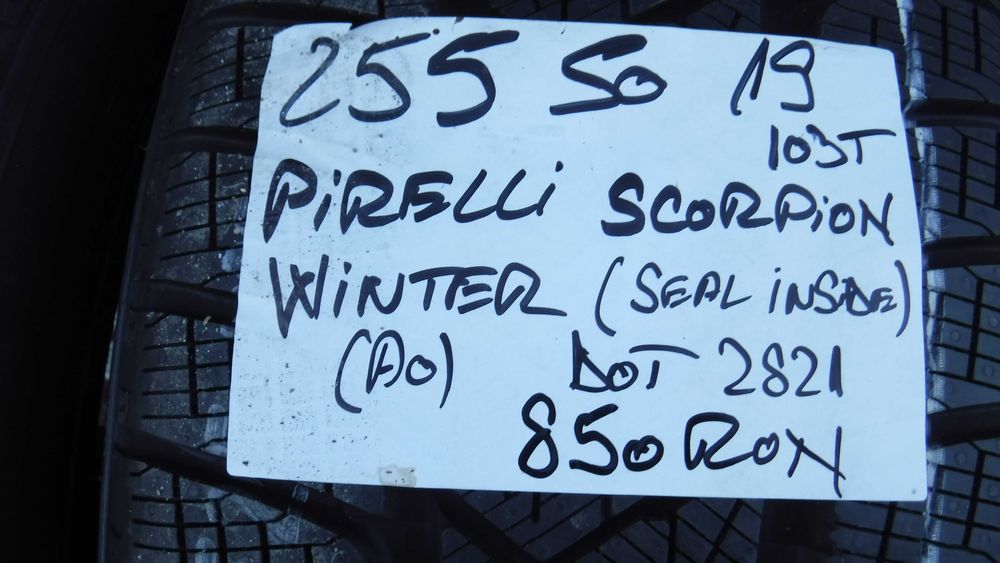 255 50 19
103T
PiRELLi SCORPiON
WiNTER (SEAL iNSiDE)
(AO) DOT 2821
850 RON